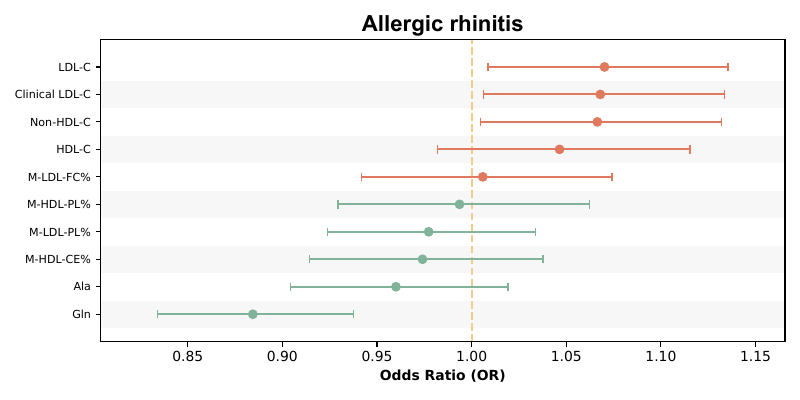 Allergic rhinitis
LDL-C
Clinical LDL-C
Non-HDL-C
HDL-C
M-LDL-FC%
M-HDL-PL%
M-LDL-PL%
M-HDL-CE%
Ala
Gln
0.85 0.90 0.95 1.00 1.05 1.10 1.15
Odds Ratio (OR)